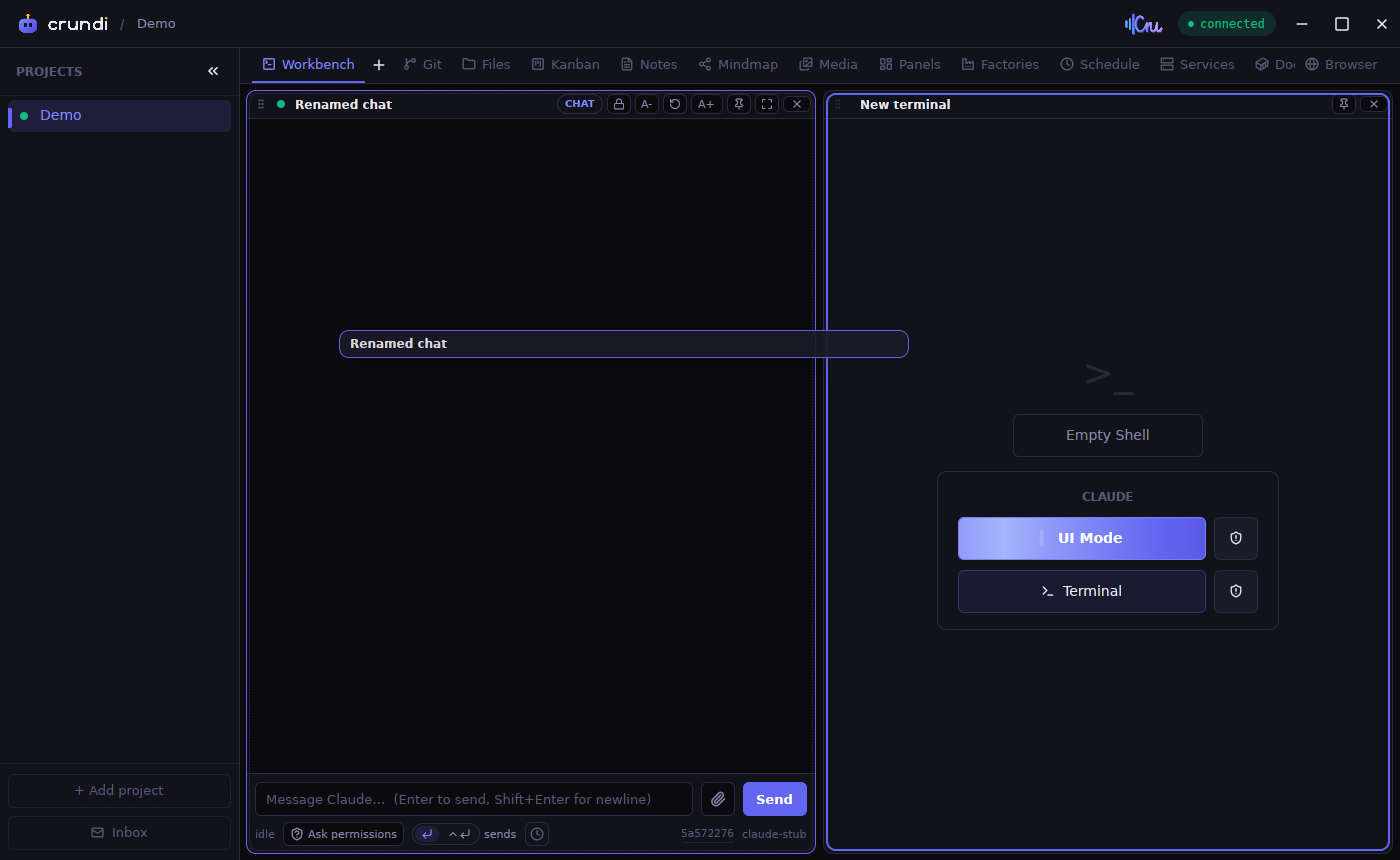 crundi / Demo
Cru
connected
PROJECTS
Workbench
Git
Files
Kanban
Notes
Mindmap
Media
Panels
Factories
Schedule
Services
Browser
Demo
Renamed chat
CHAT
A-
A+
New terminal
Renamed chat
>_
Empty Shell
CLAUDE
UI Mode
Terminal
+ Add project
Inbox
Message Claude... (Enter to send, Shift+Enter for newline)
Send
idle
Ask permissions
sends
5a572276
claude-stub